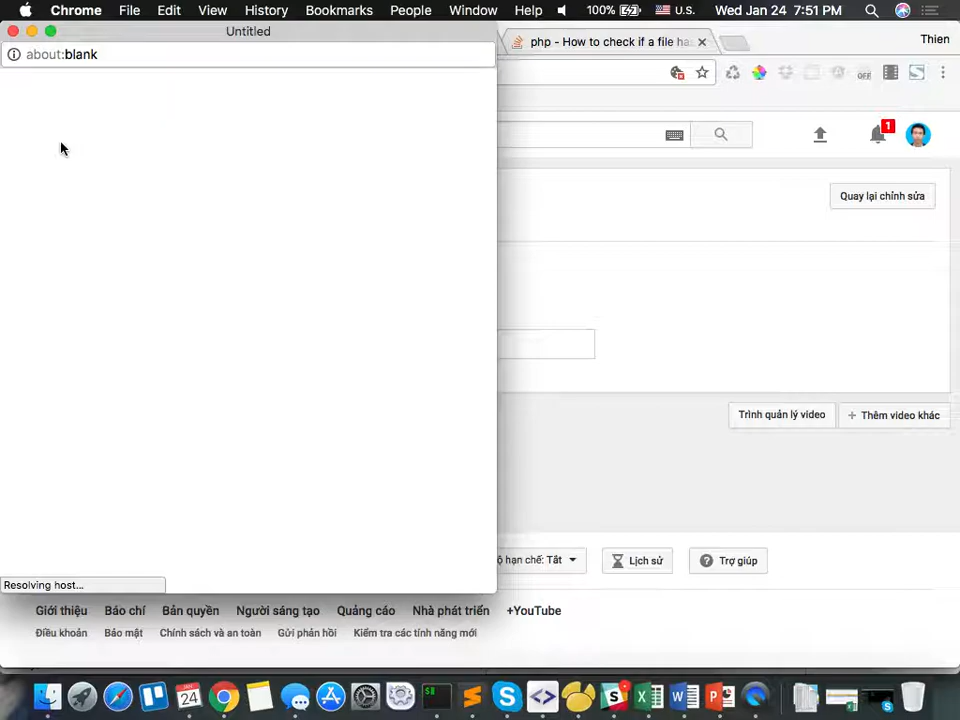 Chrome File Edit View History Bookmarks People Window Help 100% U.S. Wed Jan 24 7:51 PM
Untitled
about:blank
php - How to check if a file ha
Thien
OFF
1
Quay lại chỉnh sửa
Trình quản lý video
+ Thêm video khác
hạn chế: Tắt
Lịch sử
? Trợ giúp
Resolving host...
Giới thiệu Báo chí Bản quyền Người sáng tạo Quảng cáo Nhà phát triển +YouTube
Điều khoản Bảo mật Chính sách và an toàn Gửi phản hồi Kiểm tra các tính năng mới
24